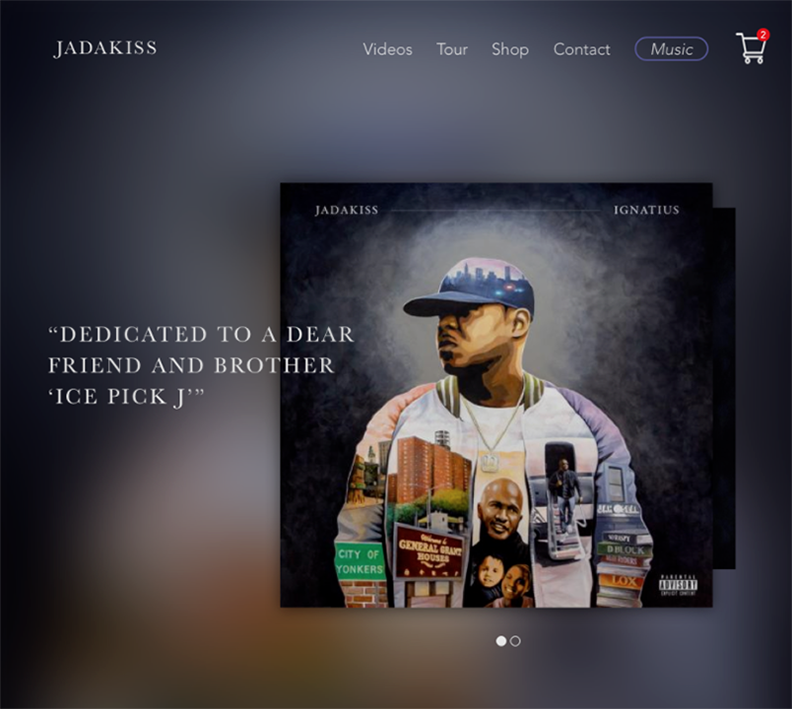 JADAKISS
Videos Tour Shop Contact Music 2
JADAKISS IGNATIUS
“DEDICATED TO A DEAR
FRIEND AND BROTHER
‘ICE PICK J’”
CITY OF
YONKERS
Welcome to
GENERAL GRANT
HOUSES
D BLOCK
LOX
PARENTAL
ADVISORY
EXPLICIT CONTENT